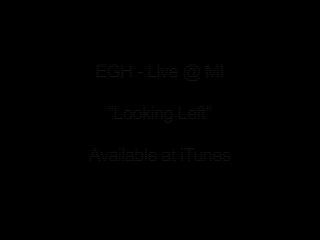 EGH - Live @ MI
"Looking Left"
Available at iTunes